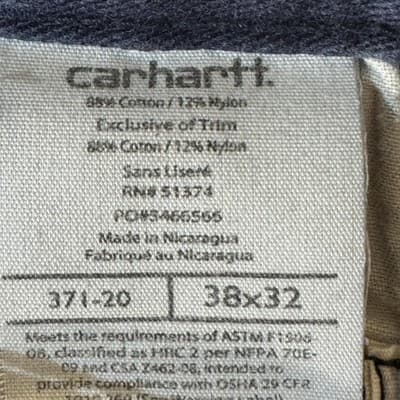 carhartt.
88% Cotton / 12% Nylon
Exclusive of Trim
88% Coton / 12% Nylon
Sans Liseré
RN# 51374
PO#3466566
Made in Nicaragua
Fabriqué au Nicaragua
371-20
38x32
Meets the requirements of ASTM F1506
08, classified as HRC 2 per NFPA 70E-
09 and CSA Z462-08, intended to
provide compliance with OSHA 29 CFR